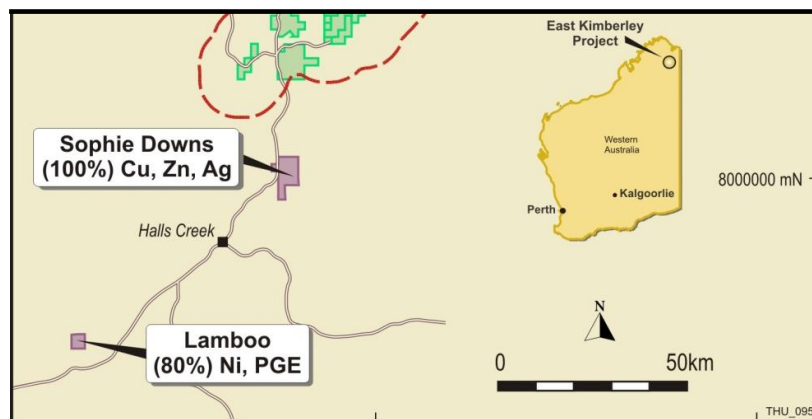 East Kimberley
Project
Sophie Downs
(100%) Cu, Zn, Ag
Western
Australia
8000000 mN
Kalgoorlie
Perth
Halls Creek
N
Lamboo
(80%) Ni, PGE
0
50km
THU_095